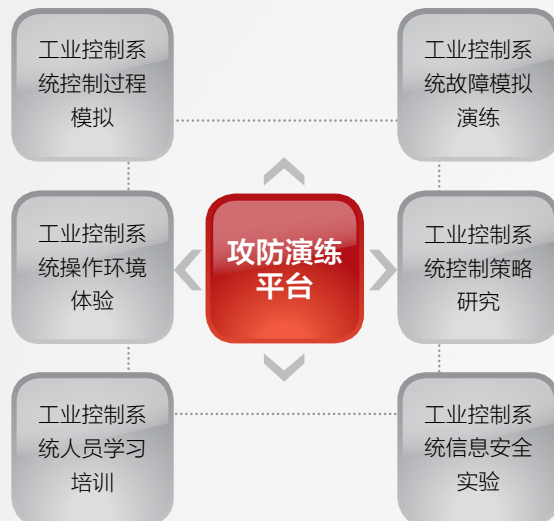 工业控制系
统控制过程
模拟
工业控制系
统故障模拟
演练
工业控制系
统操作环境
体验
攻防演练
平台
工业控制系
统控制策略
研究
工业控制系
统人员学习
培训
工业控制系
统信息安全
实验